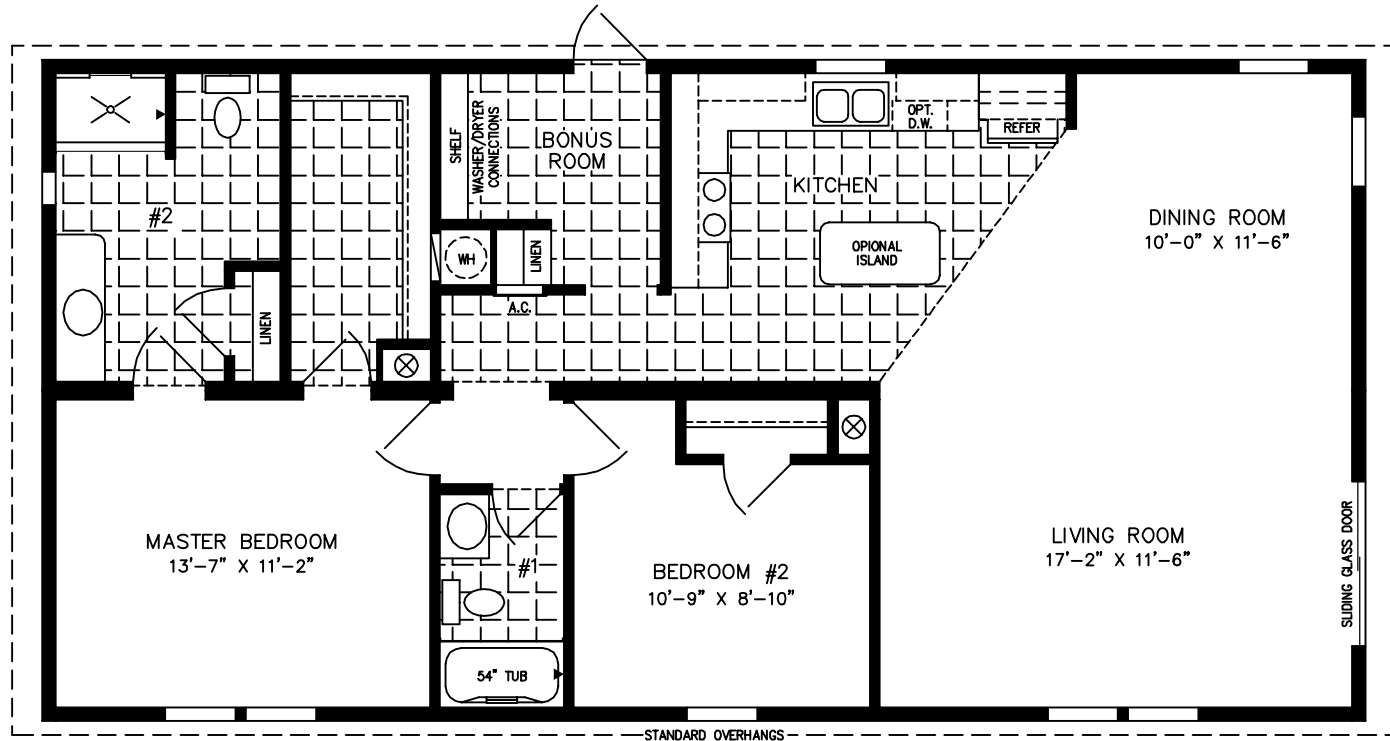 SHELF
WASHER/DRYER
CONNECTIONS
BONUS
ROOM
OPT.
D.W.
REFER
KITCHEN
#2
DINING ROOM
10'-0" X 11'-6"
OPIONAL
ISLAND
WH
LINEN
A.C.
LINEN
MASTER BEDROOM
13'-7" X 11'-2"
#1
BEDROOM #2
10'-9" X 8'-10"
LIVING ROOM
17'-2" X 11'-6"
SLIDING GLASS DOOR
54" TUB
STANDARD OVERHANGS